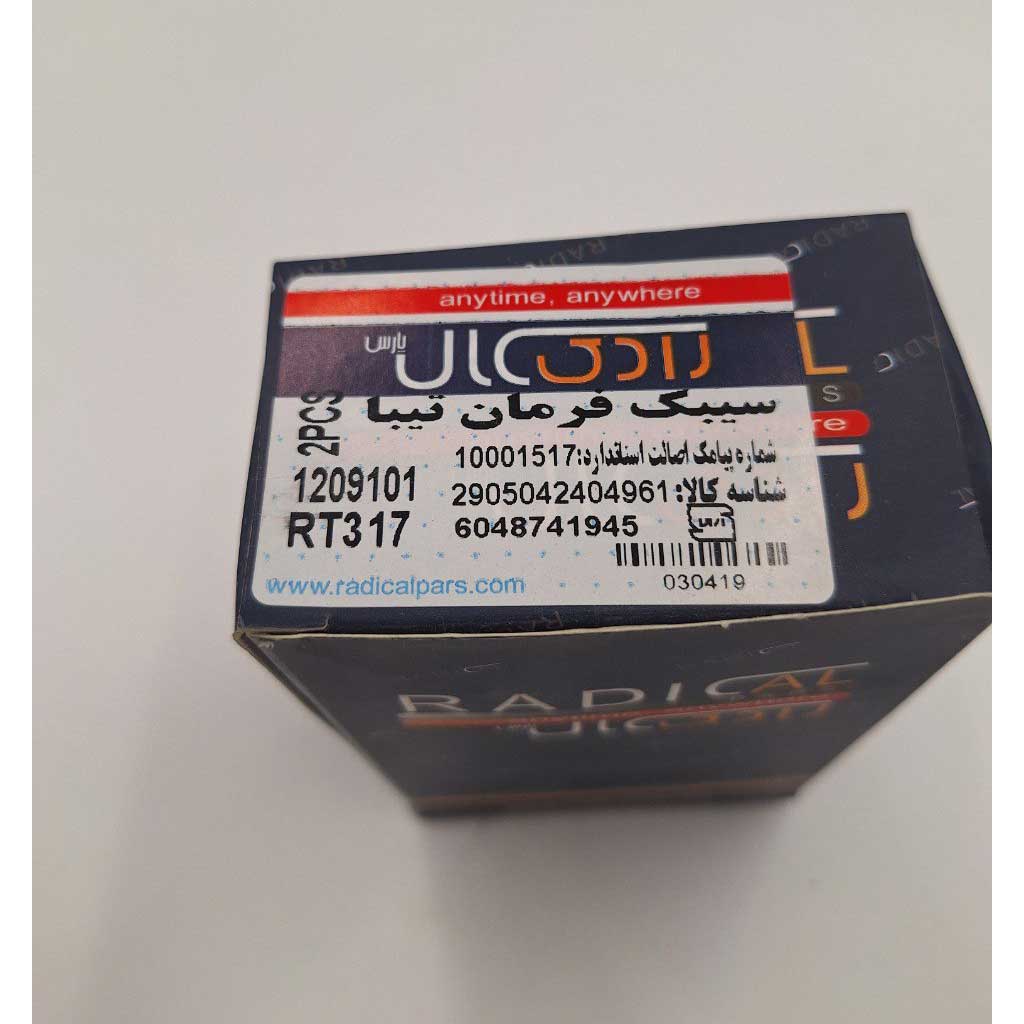 anytime, anywhere
رادیکال پارس
سیبک فرمان تیبا
2PCS
شماره پیامک اصالت استاندارد:10001517
1209101
شناسه کالا: 2905042404961
RT317
6048741945
www.radicalpars.com
030419
RADICAL
رادیکال